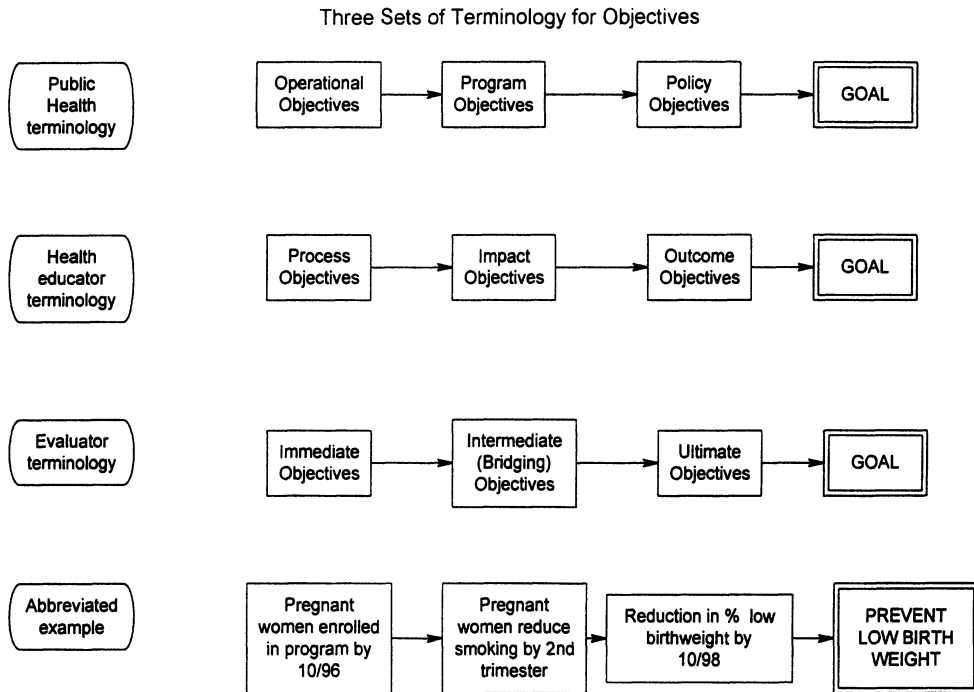 Three Sets of Terminology for Objectives
Public
Health
terminology
Operational
Objectives
Program
Objectives
Policy
Objectives
GOAL
Health
educator
terminology
Process
Objectives
Impact
Objectives
Outcome
Objectives
GOAL
Evaluator
terminology
Immediate
Objectives
Intermediate
(Bridging)
Objectives
Ultimate
Objectives
GOAL
Abbreviated
example
Pregnant
women enrolled
in program by
10/96
Pregnant
women reduce
smoking by 2nd
trimester
Reduction in % low
birthweight by
10/98
PREVENT
LOW BIRTH
WEIGHT